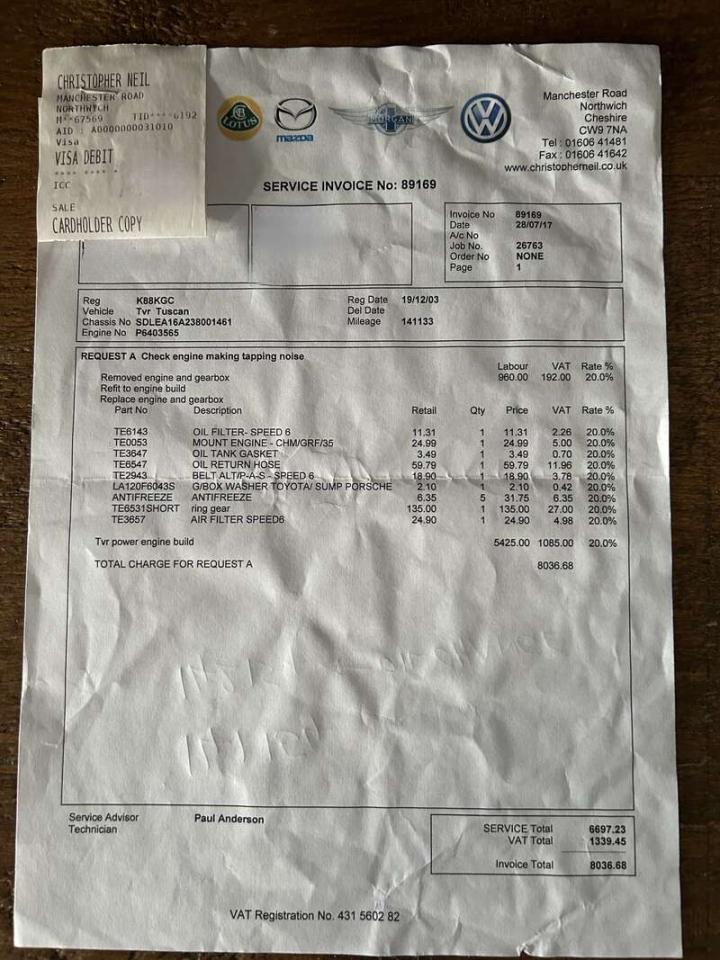 CHRISTOPHER NEIL
MANCHESTER ROAD
NORTHWICH
M**67569 TID****6192
AID : A0000000031010
Visa
VISA DEBIT
**** **** *
ICC
SALE
CARDHOLDER COPY
LOTUS
mazda
MORGAN
Manchester Road
Northwich
Cheshire
CW9 7NA
Tel : 01606 41481
Fax : 01606 41642
www.christopherneil.co.uk
SERVICE INVOICE No: 89169
Invoice No 89169
Date 28/07/17
A/c No
Job No. 26763
Order No NONE
Page 1
Reg K88KGC Reg Date 19/12/03
Vehicle Tvr Tuscan Del Date
Chassis No SDLEA16A238001461 Mileage 141133
Engine No P6403565
REQUEST A Check engine making tapping noise
Labour VAT Rate %
Removed engine and gearbox 960.00 192.00 20.0%
Refit to engine build
Replace engine and gearbox
Part No Description Retail Qty Price VAT Rate %
TE6143 OIL FILTER- SPEED 6 11.31 1 11.31 2.26 20.0%
TE0053 MOUNT ENGINE - CHM/GRF/35 24.99 1 24.99 5.00 20.0%
TE3647 OIL TANK GASKET 3.49 1 3.49 0.70 20.0%
TE6547 OIL RETURN HOSE 59.79 1 59.79 11.96 20.0%
TE2943 BELT ALT/P-A-S - SPEED 6 18.90 1 18.90 3.78 20.0%
LA120F6043S G/BOX WASHER TOYOTA/ SUMP PORSCHE 2.10 1 2.10 0.42 20.0%
ANTIFREEZE ANTIFREEZE 6.35 5 31.75 6.35 20.0%
TE6531SHORT ring gear 135.00 1 135.00 27.00 20.0%
TE3657 AIR FILTER SPEED6 24.90 1 24.90 4.98 20.0%
Tvr power engine build 5425.00 1085.00 20.0%
TOTAL CHARGE FOR REQUEST A 8036.68
Service Advisor Paul Anderson
Technician
SERVICE Total 6697.23
VAT Total 1339.45
Invoice Total 8036.68
VAT Registration No. 431 5602 82